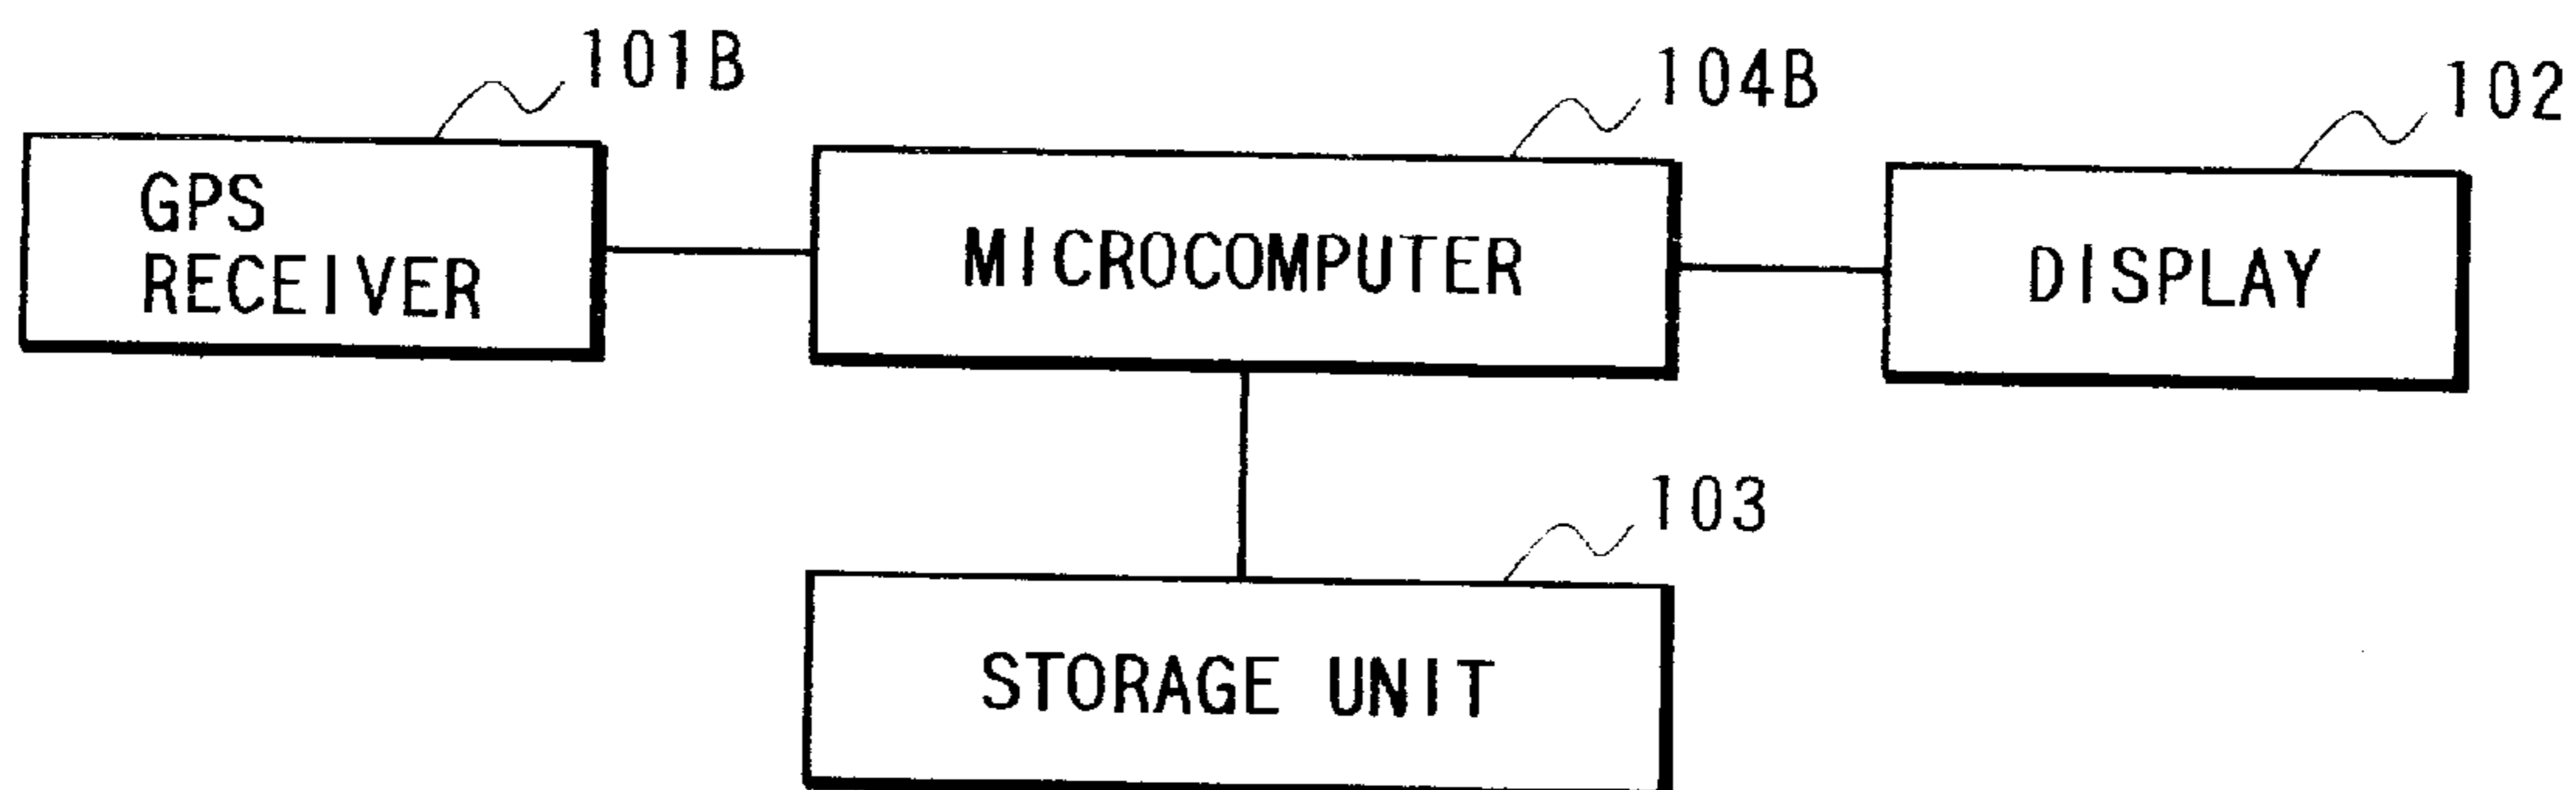 101B
104B
102
GPS
RECEIVER
MICROCOMPUTER
DISPLAY
103
STORAGE UNIT